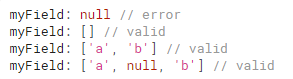 myField: null // error
myField: [] // valid
myField: ['a', 'b'] // valid
myField: ['a', null, 'b'] // valid